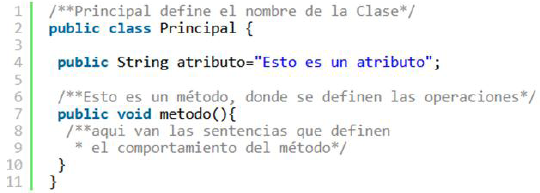 1 /**Principal define el nombre de la Clase*/
2 public class Principal {
3
4 public String atributo="Esto es un atributo";
5
6 /**Esto es un método, donde se definen las operaciones*/
7 public void metodo(){
8 /**aqui van las sentencias que definen
9 * el comportamiento del método*/
10 }
11 }